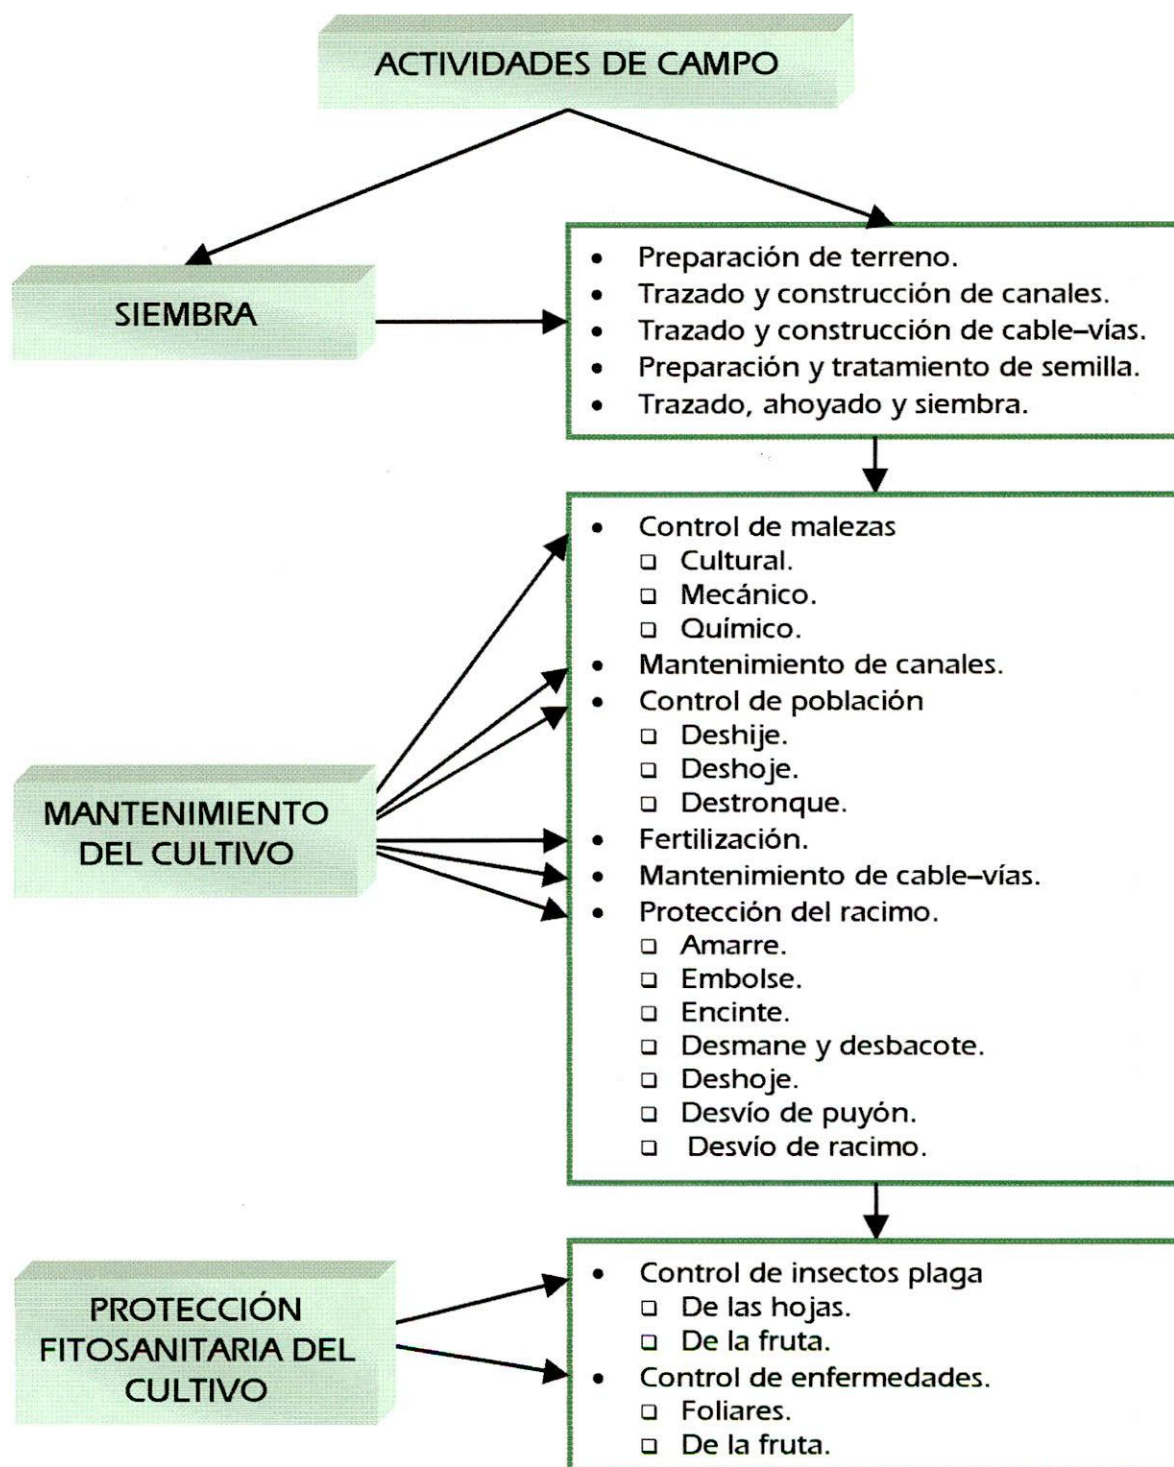 ACTIVIDADES DE CAMPO
SIEMBRA
• Preparación de terreno.
• Trazado y construcción de canales.
• Trazado y construcción de cable–vías.
• Preparación y tratamiento de semilla.
• Trazado, ahoyado y siembra.
MANTENIMIENTO
DEL CULTIVO
• Control de malezas
❑ Cultural.
❑ Mecánico.
❑ Químico.
• Mantenimiento de canales.
• Control de población
❑ Deshije.
❑ Deshoje.
❑ Destronque.
• Fertilización.
• Mantenimiento de cable–vías.
• Protección del racimo.
❑ Amarre.
❑ Embolse.
❑ Encinte.
❑ Desmane y desbacote.
❑ Deshoje.
❑ Desvío de puyón.
❑ Desvío de racimo.
PROTECCIÓN
FITOSANITARIA DEL
CULTIVO
• Control de insectos plaga
❑ De las hojas.
❑ De la fruta.
• Control de enfermedades.
❑ Foliares.
❑ De la fruta.